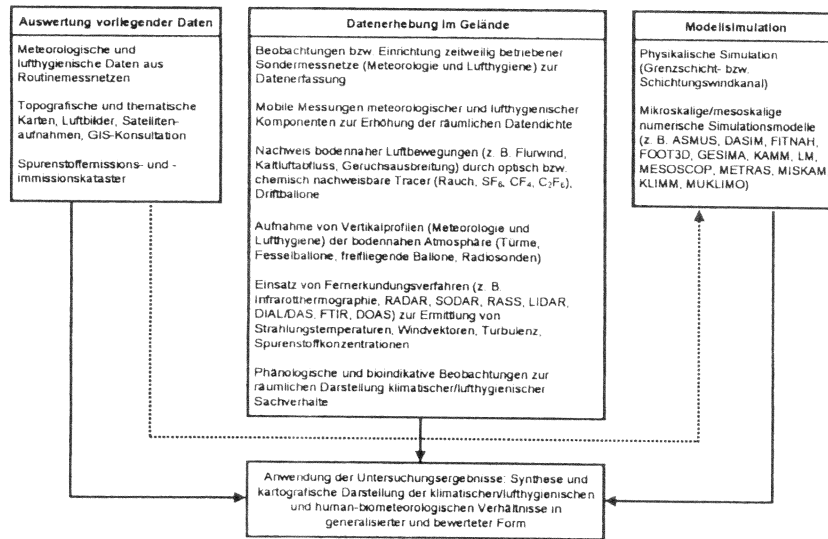 Auswertung vorliegender Daten
Meteorologische und
lufthygienische Daten aus
Routinemessnetzen
Topografische und thematische
Karten, Luftbilder, Satelliten-
aufnahmen, GIS-Konsultation
Spurenstoffemissions- und -
immissionskataster
Datenerhebung im Gelände
Beobachtungen bzw. Einrichtung zeitweilig betriebener
Sondermessnetze (Meteorologie und Lufthygiene) zur
Datenerfassung
Mobile Messungen meteorologischer und lufthygienischer
Komponenten zur Erhöhung der räumlichen Datendichte
Nachweis bodennaher Luftbewegungen (z. B. Flurwind,
Kaltluftabfluss, Geruchsausbreitung) durch optisch bzw.
chemisch nachweisbare Tracer (Rauch, SF₆, CF₄, C₂F₆),
Driftballone
Aufnahme von Vertikalprofilen (Meteorologie und
Lufthygiene) der bodennahen Atmosphäre (Türme,
Fesselballone, freifliegende Ballone, Radiosonden)
Einsatz von Fernerkundungsverfahren (z. B.
Infrarotthermographie, RADAR, SODAR, RASS, LIDAR,
DIAL/DAS, FTIR, DOAS) zur Ermittlung von
Strahlungstemperaturen, Windvektoren, Turbulenz,
Spurenstoffkonzentrationen
Phänologische und bioindikative Beobachtungen zur
räumlichen Darstellung klimatischer/lufthygienischer
Sachverhalte
Modellsimulation
Physikalische Simulation
(Grenzschicht- bzw.
Schichtungswindkanal)
Mikroskalige/mesoskalige
numerische Simulationsmodelle
(z. B. ASMUS, DASIM, FITNAH,
FOOT3D, GESIMA, KAMM, LM,
MESOSCOP, METRAS, MISKAM
KLIMM, MUKLIMO)
Anwendung der Untersuchungsergebnisse: Synthese und
kartografische Darstellung der klimatischen/lufthygienischen
und human-biometeorologischen Verhältnisse in
generalisierter und bewerteter Form